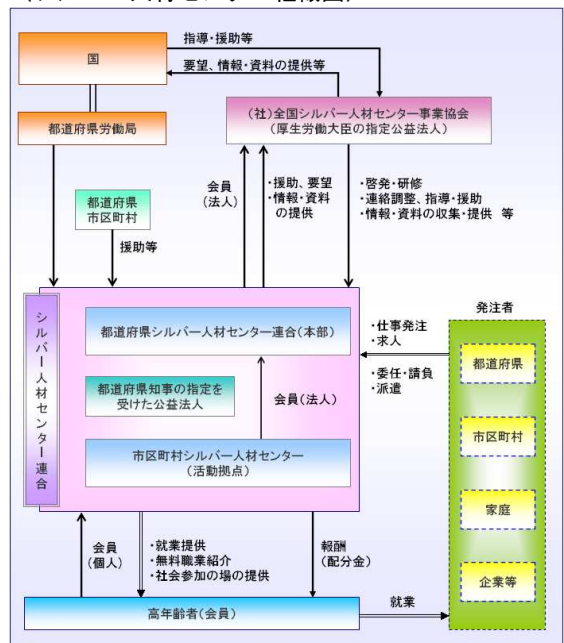 指導・援助等
国
要望、情報・資料の提供等
(社)全国シルバー人材センター事業協会
(厚生労働大臣の指定公益法人)
都道府県労働局
会員
(法人)
・援助、要望
・情報・資料
の提供
・啓発・研修
・連絡調整、指導・援助
・情報・資料の収集・提供 等
都道府県
市区町村
援助等
シルバー人材センター連合
都道府県シルバー人材センター連合(本部)
都道府県知事の指定を
受けた公益法人
会員(法人)
市区町村シルバー人材センター
(活動拠点)
・仕事発注
・求人
・委任・請負
・派遣
発注者
都道府県
市区町村
家庭
企業等
会員
(個人)
・就業提供
・無料職業紹介
・社会参加の場の提供
報酬
(配分金)
高年齢者(会員)
就業